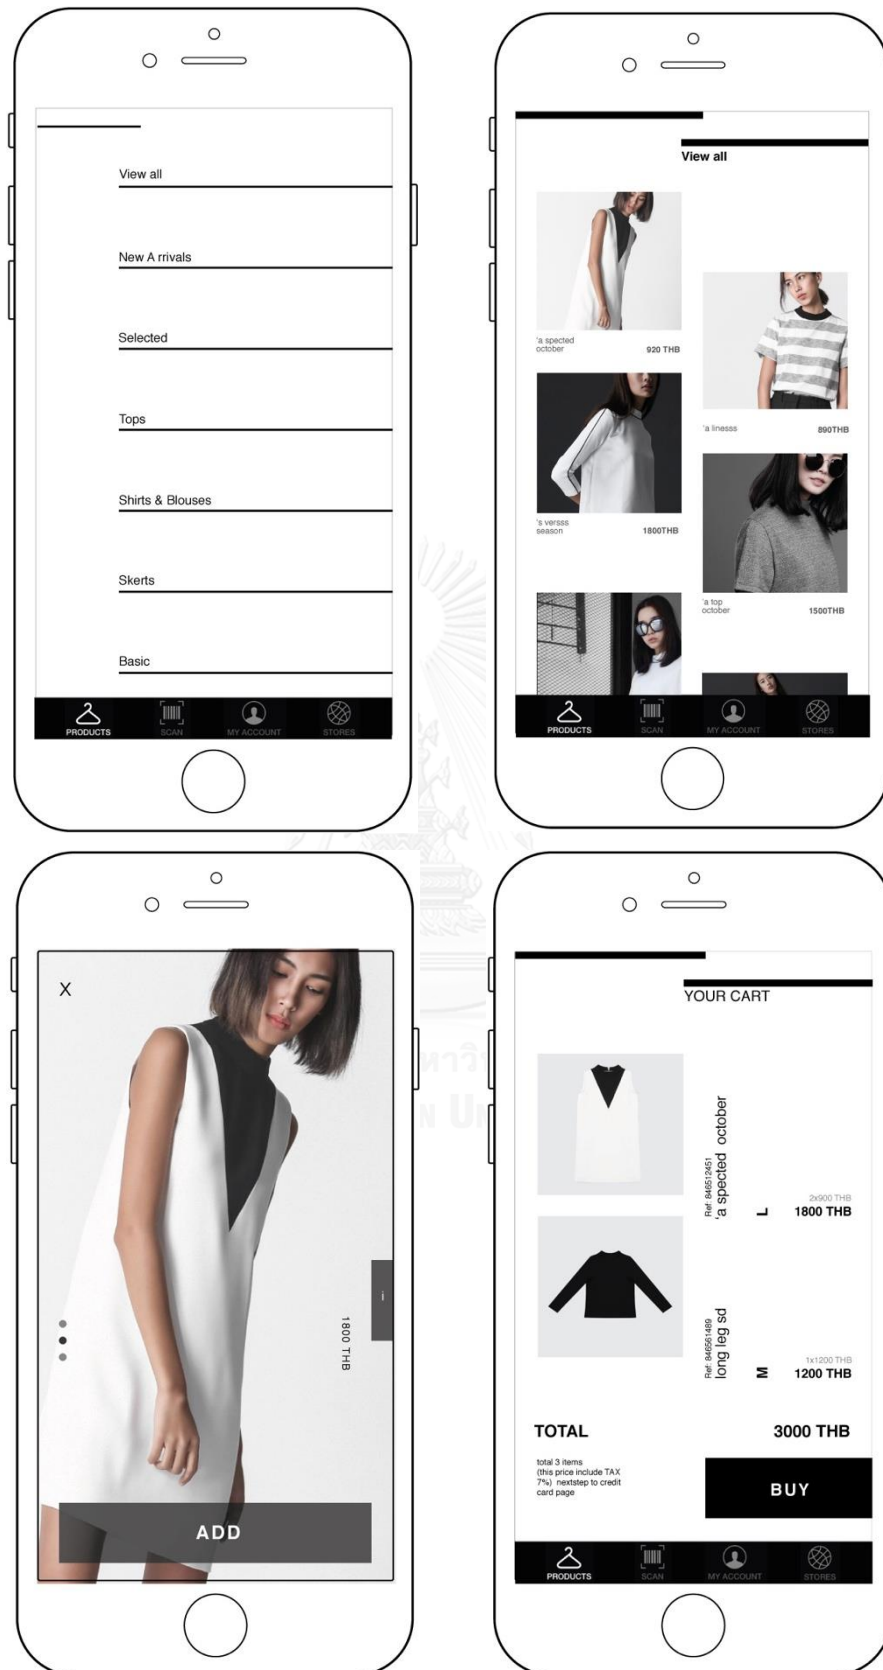 View all
New A rrivals
Selected
Tops
Shirts & Blouses
Skerts
Basic
PRODUCTS
SCAN
MY ACCOUNT
STORES
View all
'a spected
october
920 THB
'a linesss
890THB
's versss
season
1800THB
'a top
october
1500THB
PRODUCTS
SCAN
MY ACCOUNT
STORES
X
1800 THB
i
ADD
YOUR CART
Ref: 846512451
'a spected october
L
2x900 THB
1800 THB
Ref: 846561489
long leg sd
M
1x1200 THB
1200 THB
TOTAL
3000 THB
total 3 items
(this price include TAX
7%) nextstep to credit
card page
BUY
PRODUCTS
SCAN
MY ACCOUNT
STORES